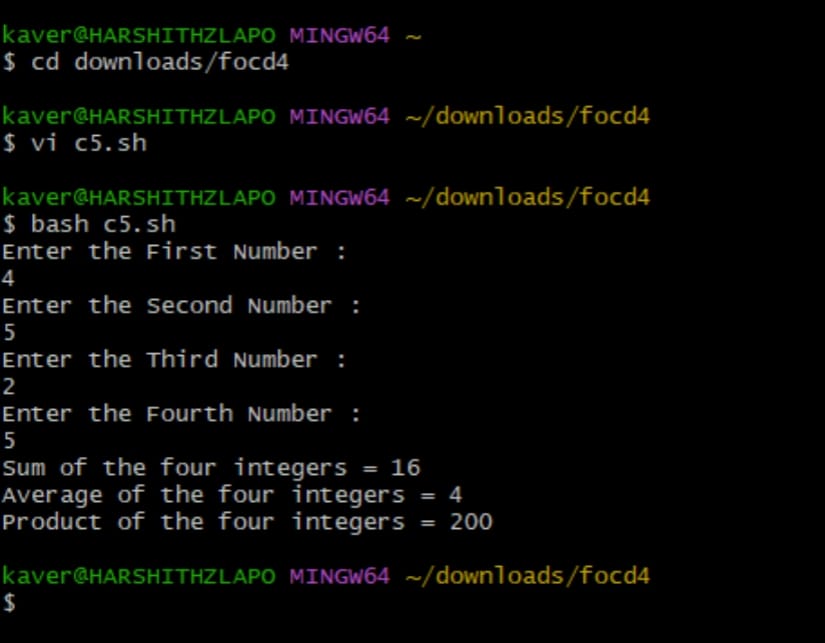 kaver@HARSHITHZLAPO MINGW64 ~
$ cd downloads/focd4
kaver@HARSHITHZLAPO MINGW64 ~/downloads/focd4
$ vi c5.sh
kaver@HARSHITHZLAPO MINGW64 ~/downloads/focd4
$ bash c5.sh
Enter the First Number :
4
Enter the Second Number :
5
Enter the Third Number :
2
Enter the Fourth Number :
5
Sum of the four integers = 16
Average of the four integers = 4
Product of the four integers = 200
kaver@HARSHITHZLAPO MINGW64 ~/downloads/focd4
$